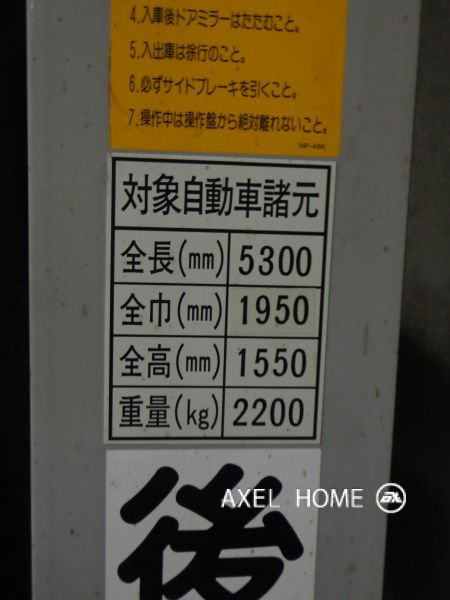 4.入庫後ドアミラーはたたむこと。
5.入出庫は徐行のこと。
6.必ずサイドブレーキを引くこと。
7.操作中は操作盤から絶対離れないこと。
対象自動車諸元
全長(mm) 5300
全巾(mm) 1950
全高(mm) 1550
重量(kg) 2200
後
AXEL HOME